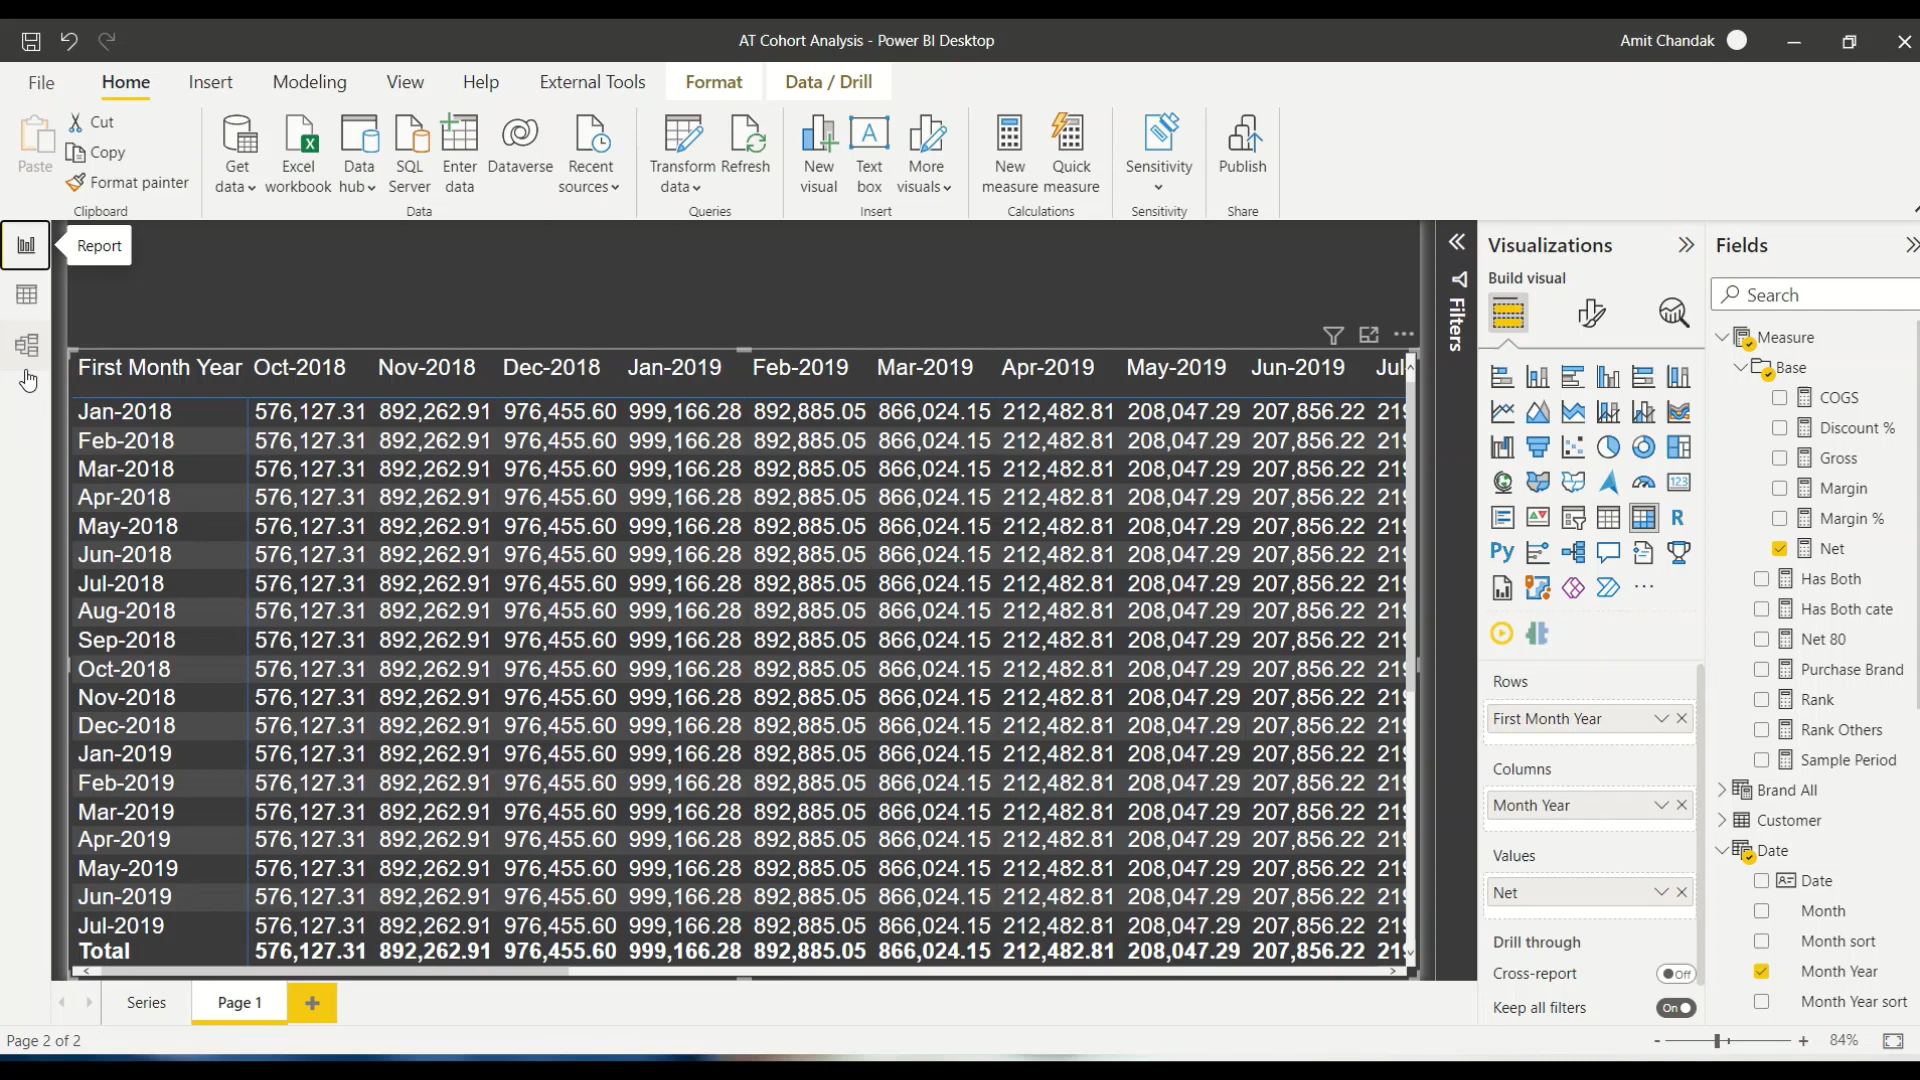 AT Cohort Analysis - Power BI Desktop
Amit Chandak
File Home Insert Modeling View Help External Tools Format Data / Drill
Paste
Cut
Copy
Format painter
Clipboard
Get data
Excel workbook
Data hub
SQL Server
Enter data
Dataverse
Recent sources
Data
Transform data
Refresh
Queries
New visual
Text box
More visuals
Insert
New measure
Quick measure
Calculations
Sensitivity
Sensitivity
Publish
Share
Report
First Month Year Oct-2018 Nov-2018 Dec-2018 Jan-2019 Feb-2019 Mar-2019 Apr-2019 May-2019 Jun-2019 Jul
Jan-2018 576,127.31 892,262.91 976,455.60 999,166.28 892,885.05 866,024.15 212,482.81 208,047.29 207,856.22 219
Feb-2018 576,127.31 892,262.91 976,455.60 999,166.28 892,885.05 866,024.15 212,482.81 208,047.29 207,856.22 219
Mar-2018 576,127.31 892,262.91 976,455.60 999,166.28 892,885.05 866,024.15 212,482.81 208,047.29 207,856.22 219
Apr-2018 576,127.31 892,262.91 976,455.60 999,166.28 892,885.05 866,024.15 212,482.81 208,047.29 207,856.22 219
May-2018 576,127.31 892,262.91 976,455.60 999,166.28 892,885.05 866,024.15 212,482.81 208,047.29 207,856.22 219
Jun-2018 576,127.31 892,262.91 976,455.60 999,166.28 892,885.05 866,024.15 212,482.81 208,047.29 207,856.22 219
Jul-2018 576,127.31 892,262.91 976,455.60 999,166.28 892,885.05 866,024.15 212,482.81 208,047.29 207,856.22 219
Aug-2018 576,127.31 892,262.91 976,455.60 999,166.28 892,885.05 866,024.15 212,482.81 208,047.29 207,856.22 219
Sep-2018 576,127.31 892,262.91 976,455.60 999,166.28 892,885.05 866,024.15 212,482.81 208,047.29 207,856.22 219
Oct-2018 576,127.31 892,262.91 976,455.60 999,166.28 892,885.05 866,024.15 212,482.81 208,047.29 207,856.22 219
Nov-2018 576,127.31 892,262.91 976,455.60 999,166.28 892,885.05 866,024.15 212,482.81 208,047.29 207,856.22 219
Dec-2018 576,127.31 892,262.91 976,455.60 999,166.28 892,885.05 866,024.15 212,482.81 208,047.29 207,856.22 219
Jan-2019 576,127.31 892,262.91 976,455.60 999,166.28 892,885.05 866,024.15 212,482.81 208,047.29 207,856.22 219
Feb-2019 576,127.31 892,262.91 976,455.60 999,166.28 892,885.05 866,024.15 212,482.81 208,047.29 207,856.22 219
Mar-2019 576,127.31 892,262.91 976,455.60 999,166.28 892,885.05 866,024.15 212,482.81 208,047.29 207,856.22 219
Apr-2019 576,127.31 892,262.91 976,455.60 999,166.28 892,885.05 866,024.15 212,482.81 208,047.29 207,856.22 219
May-2019 576,127.31 892,262.91 976,455.60 999,166.28 892,885.05 866,024.15 212,482.81 208,047.29 207,856.22 219
Jun-2019 576,127.31 892,262.91 976,455.60 999,166.28 892,885.05 866,024.15 212,482.81 208,047.29 207,856.22 219
Jul-2019 576,127.31 892,262.91 976,455.60 999,166.28 892,885.05 866,024.15 212,482.81 208,047.29 207,856.22 219
Total 576,127.31 892,262.91 976,455.60 999,166.28 892,885.05 866,024.15 212,482.81 208,047.29 207,856.22 219
Filters
Visualizations
Build visual
123
R
Py
Rows
First Month Year
Columns
Month Year
Values
Net
Drill through
Cross-report Off
Keep all filters On
Fields
Search
Measure
Base
COGS
Discount %
Gross
Margin
Margin %
Net
Has Both
Has Both cate
Net 80
Purchase Brand
Rank
Rank Others
Sample Period
Brand All
Customer
Date
Date
Month
Month sort
Month Year
Month Year sort
Series Page 1
Page 2 of 2
84%